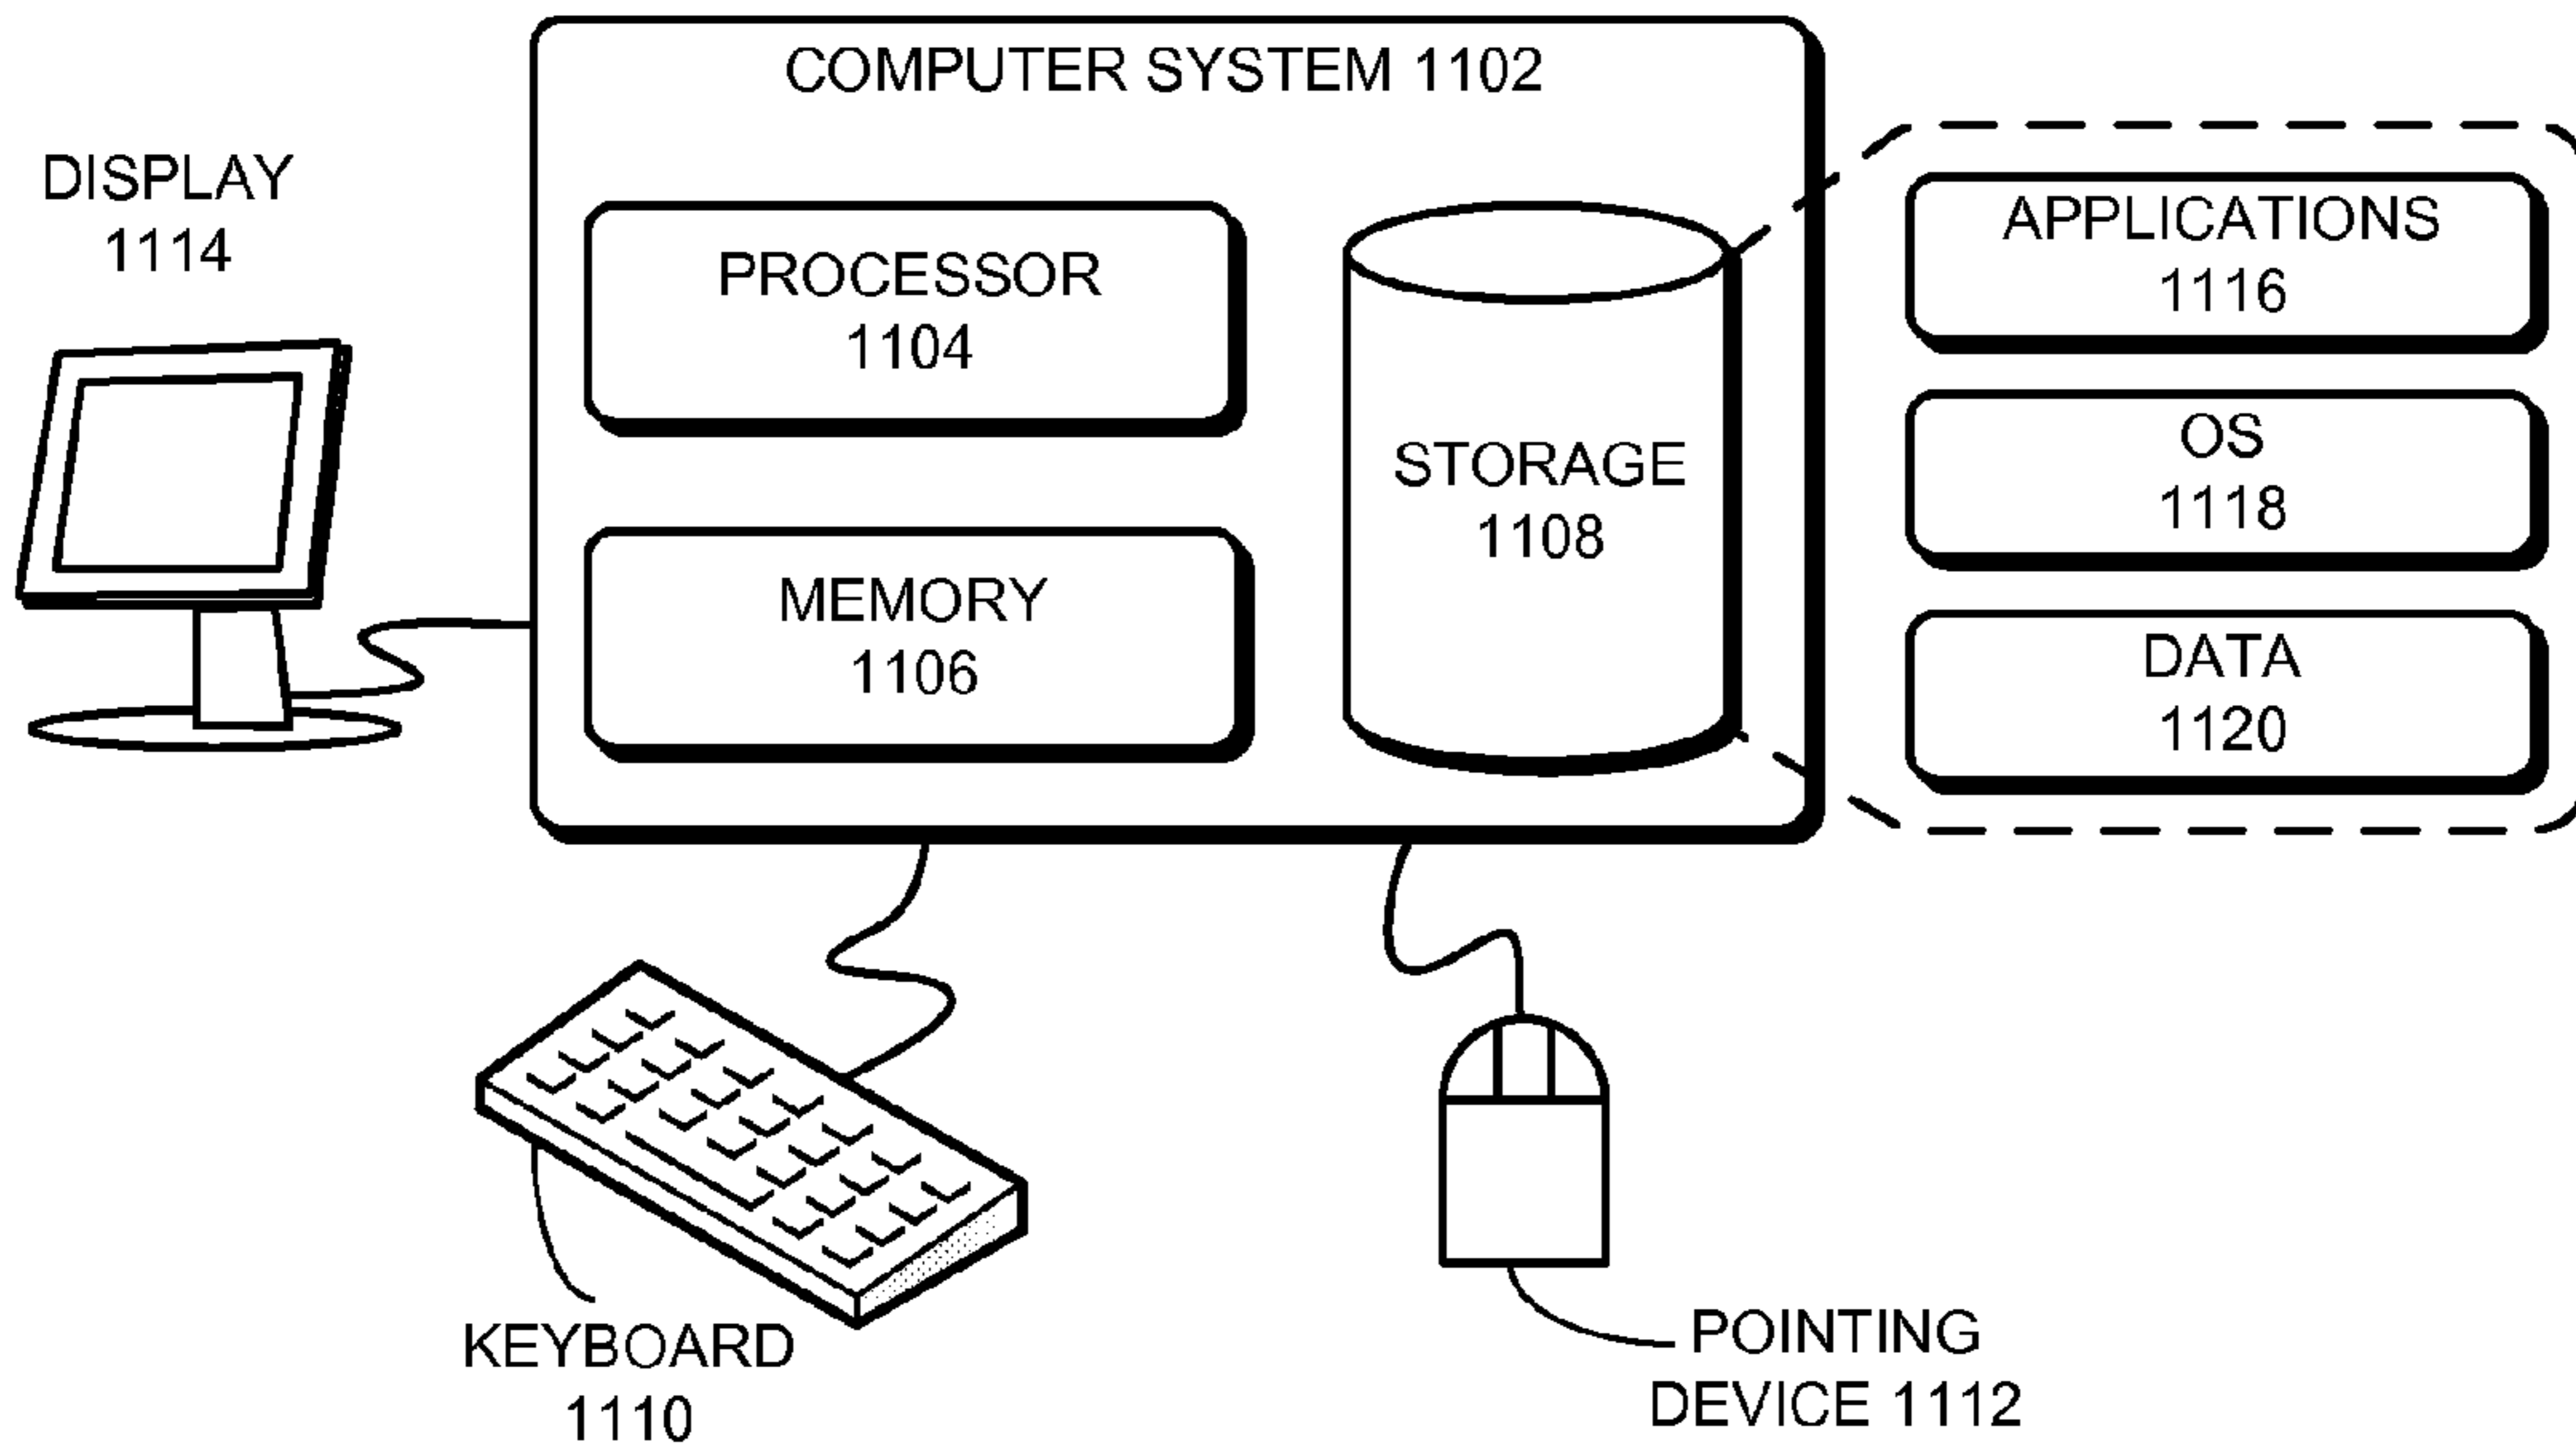 COMPUTER SYSTEM 1102
DISPLAY
1114
PROCESSOR
1104
MEMORY
1106
STORAGE
1108
APPLICATIONS
1116
OS
1118
DATA
1120
KEYBOARD
1110
POINTING
DEVICE 1112